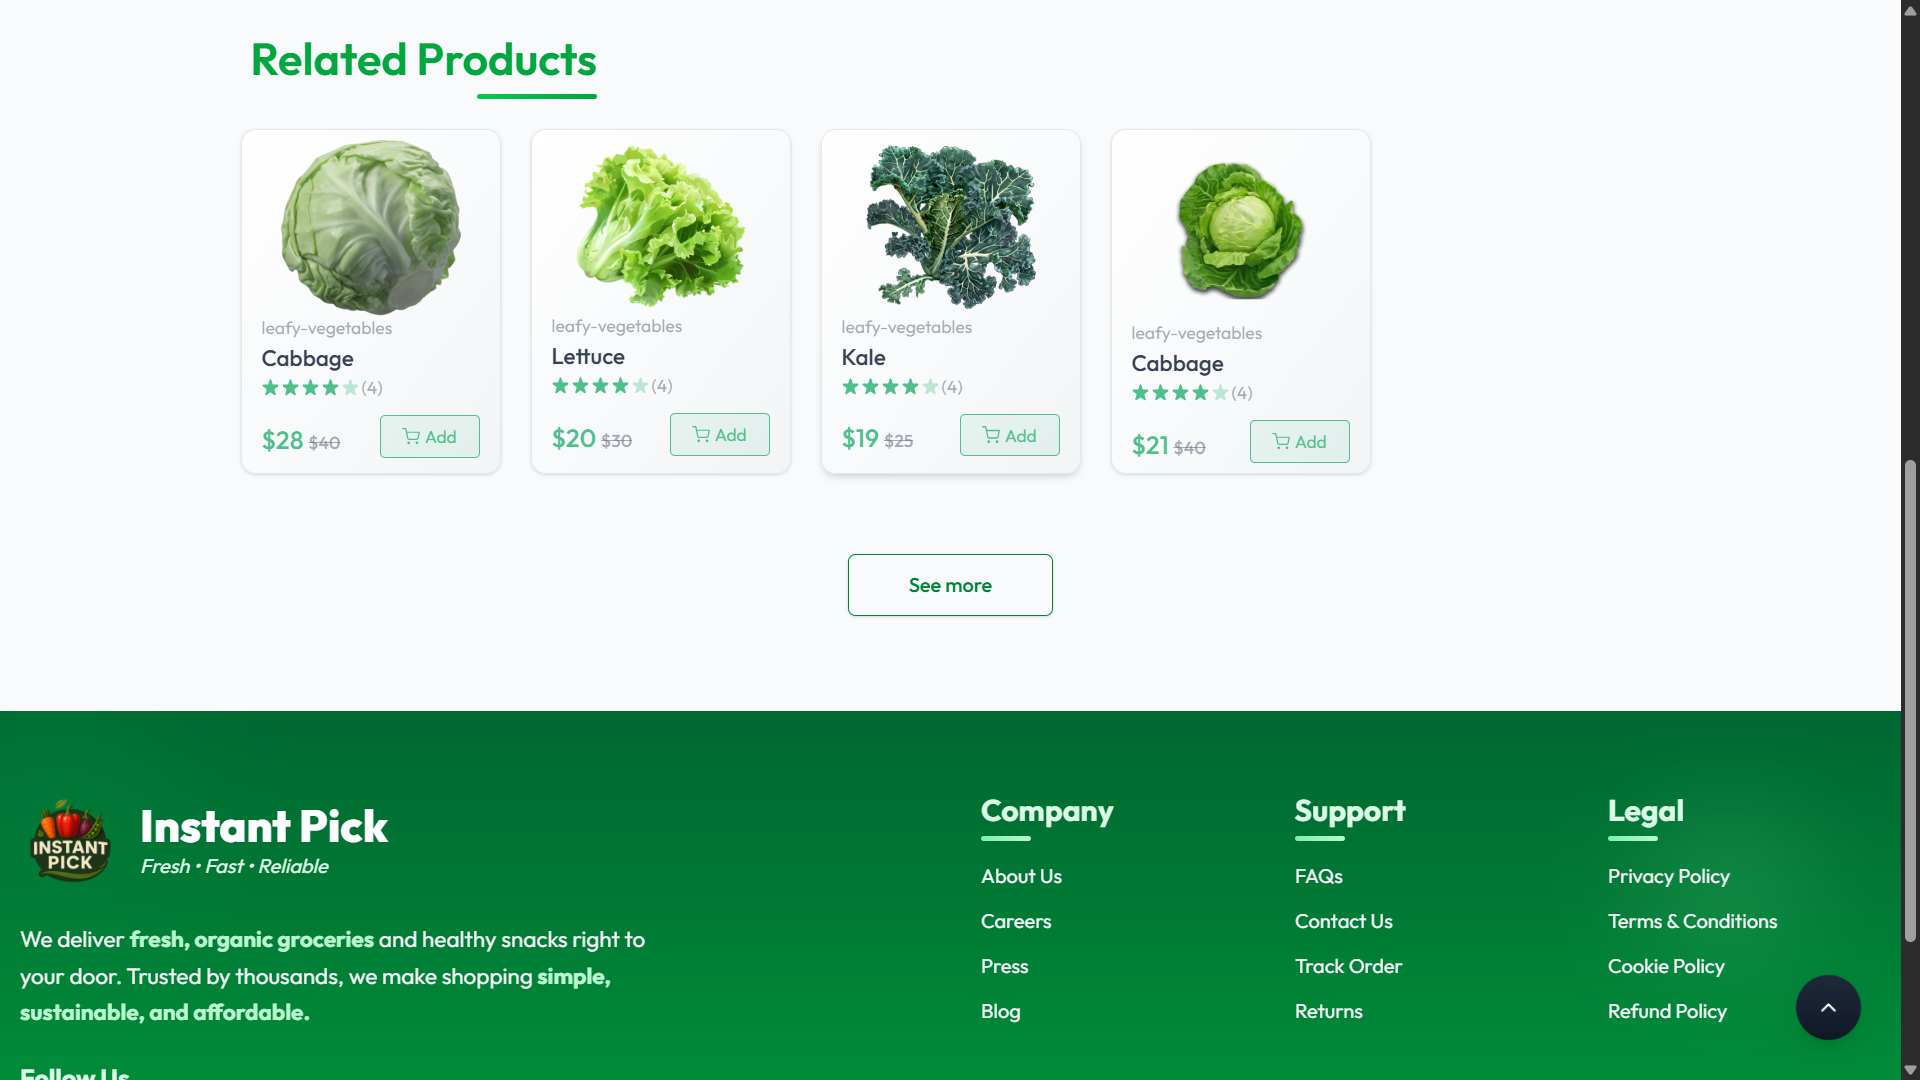 Related Products
leafy-vegetables
Cabbage
(4)
$28 $40
Add
leafy-vegetables
Lettuce
(4)
$20 $30
Add
leafy-vegetables
Kale
(4)
$19 $25
Add
leafy-vegetables
Cabbage
(4)
$21 $40
Add
See more
INSTANT
PICK
Instant Pick
Fresh • Fast • Reliable
We deliver fresh, organic groceries and healthy snacks right to
your door. Trusted by thousands, we make shopping simple,
sustainable, and affordable.
Follow Us
Company
About Us
Careers
Press
Blog
Support
FAQs
Contact Us
Track Order
Returns
Legal
Privacy Policy
Terms & Conditions
Cookie Policy
Refund Policy